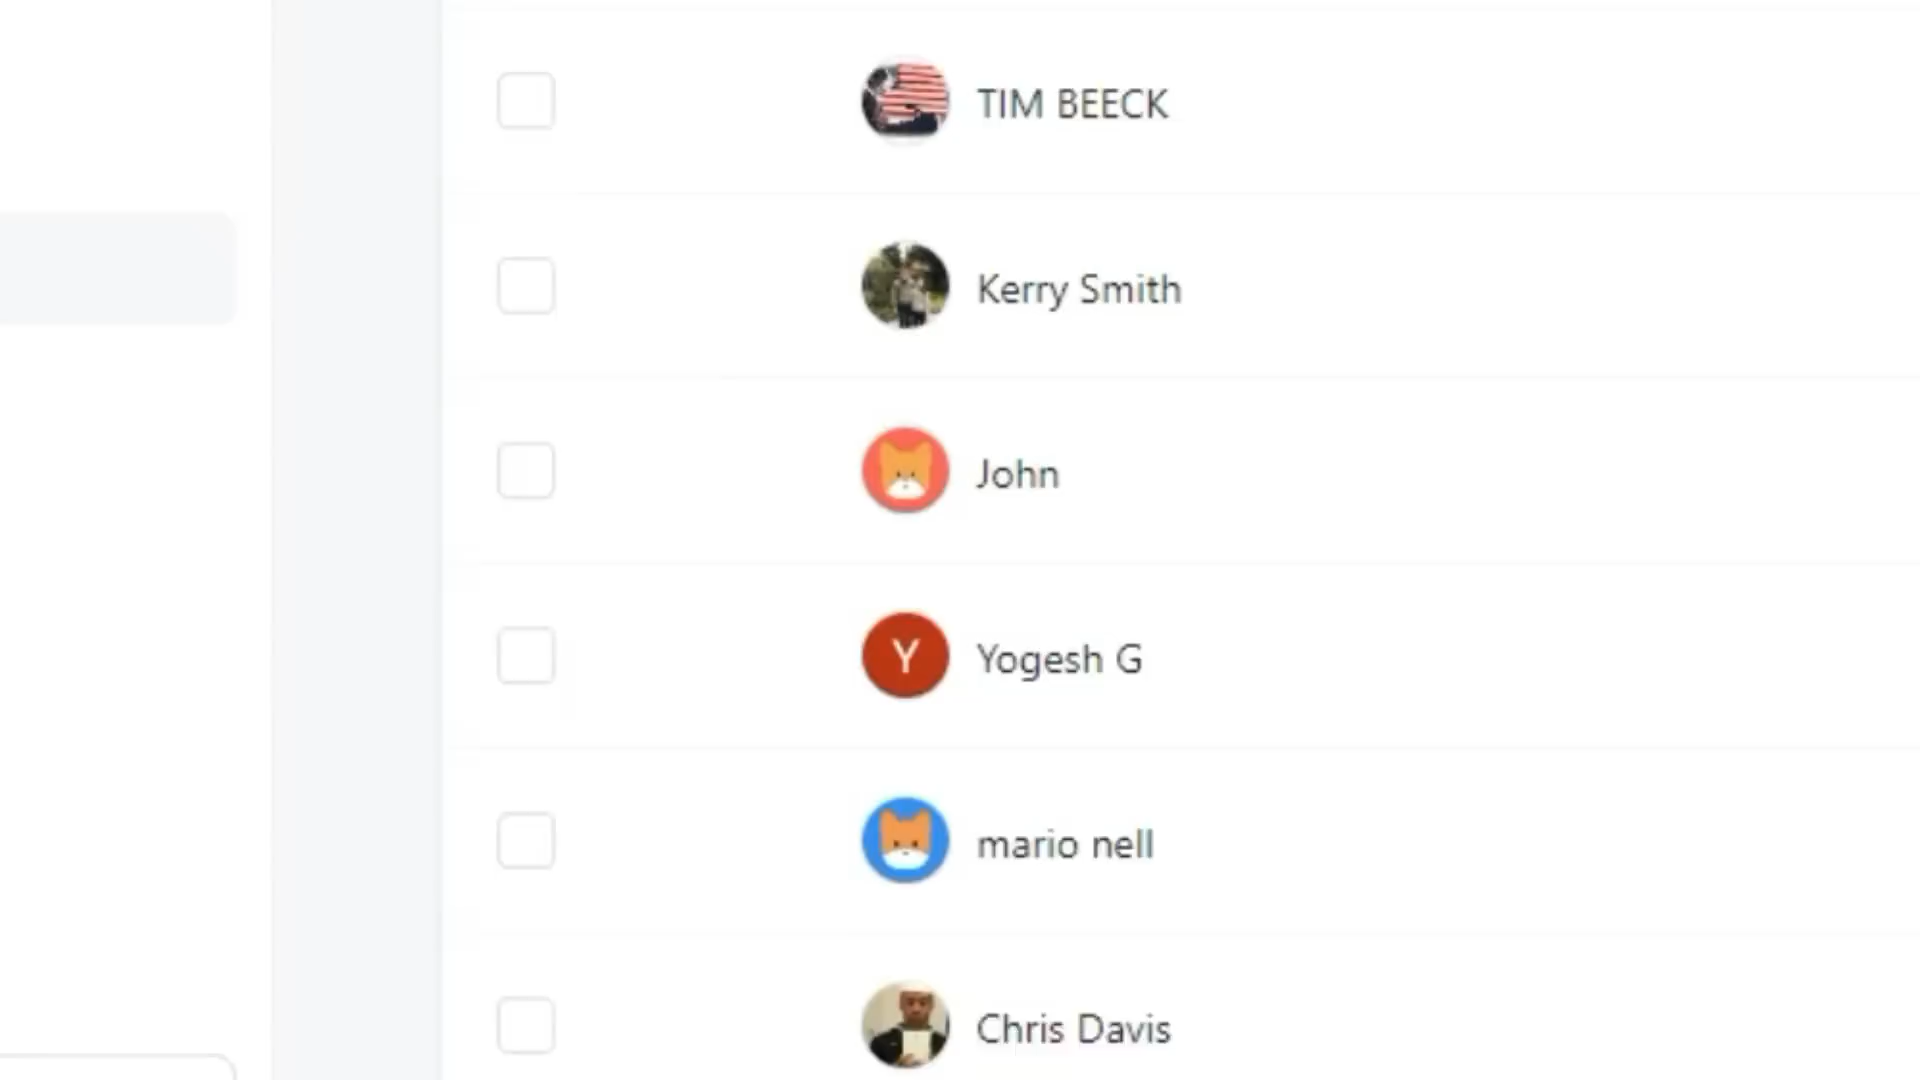 TIM BEECK
Kerry Smith
John
Y
Yogesh G
mario nell
Chris Davis